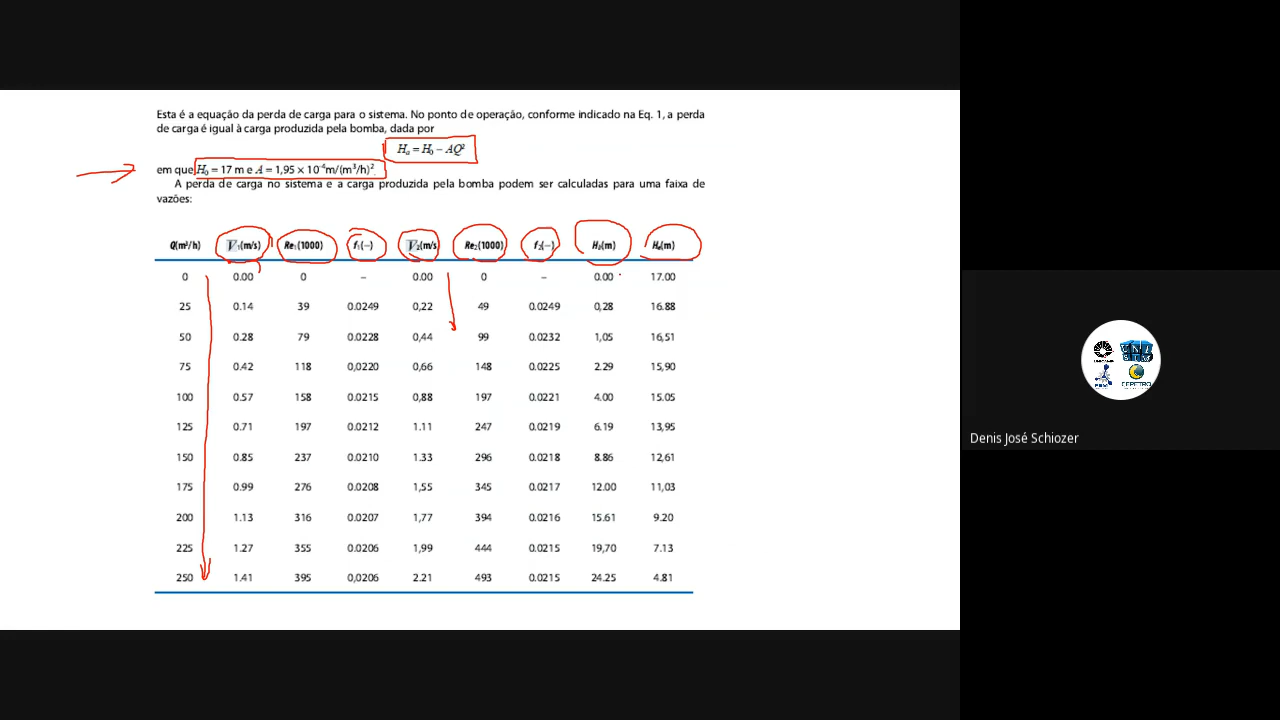 Esta é a equação da perda de carga para o sistema. No ponto de operação, conforme indicado na Eq. 1, a perda
de carga é igual à carga produzida pela bomba, dada por
Hₐ = H₀ – AQ²
em que H₀ = 17 m e A = 1,95 × 10⁻⁴m/(m³/h)².
A perda de carga no sistema e a carga produzida pela bomba podem ser calculadas para uma faixa de
vazões:
Q(m³/h) V̅₁(m/s) Re₁(1000) f₁(–) V̅₂(m/s Re₂(1000) f₂(–) Hₐ(m) Hₐ(m)
0 0.00 0 – 0.00 0 – 0.00 17.00
25 0.14 39 0.0249 0,22 49 0.0249 0,28 16.88
50 0.28 79 0.0228 0,44 99 0.0232 1,05 16,51
75 0.42 118 0,0220 0,66 148 0.0225 2.29 15,90
100 0.57 158 0.0215 0,88 197 0.0221 4.00 15.05
125 0.71 197 0.0212 1.11 247 0.0219 6.19 13,95
150 0.85 237 0.0210 1.33 296 0.0218 8.86 12,61
175 0.99 276 0.0208 1,55 345 0.0217 12.00 11,03
200 1.13 316 0.0207 1,77 394 0.0216 15.61 9.20
225 1.27 355 0.0206 1,99 444 0.0215 19,70 7.13
250 1.41 395 0,0206 2.21 493 0.0215 24.25 4.81
Denis José Schiozer